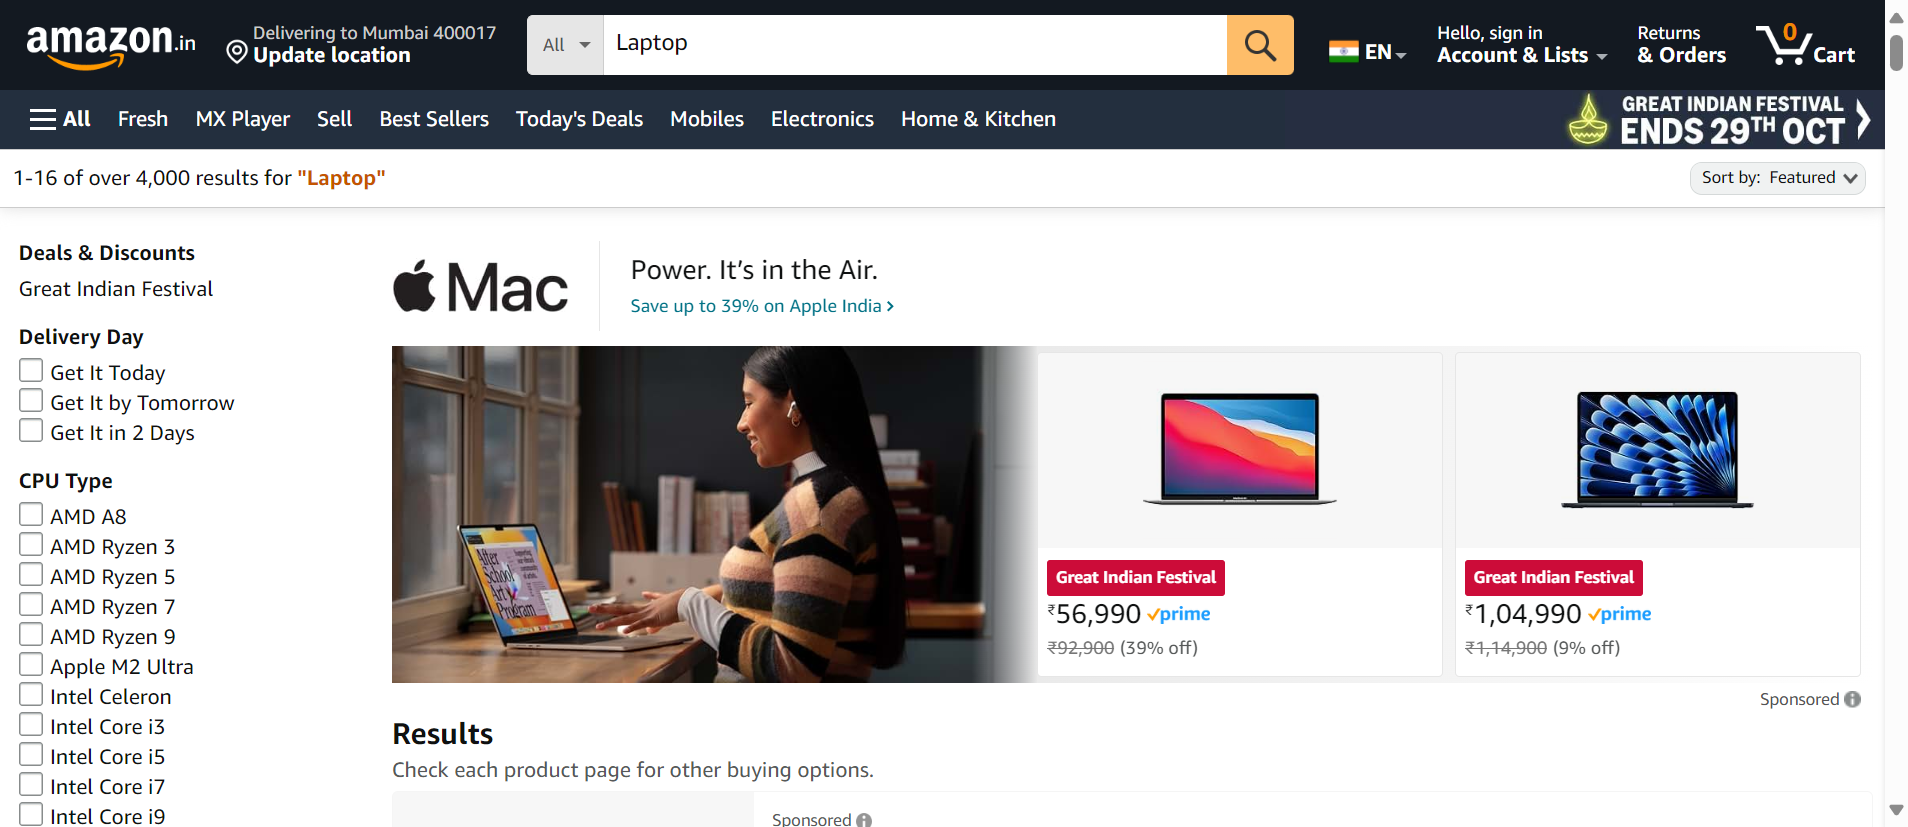 amazon.in
Delivering to Mumbai 400017
Update location
All
Laptop
EN
Hello, sign in
Account & Lists
Returns
& Orders
0
Cart
All
Fresh
MX Player
Sell
Best Sellers
Today's Deals
Mobiles
Electronics
Home & Kitchen
GREAT INDIAN FESTIVAL
ENDS 29TH OCT
1-16 of over 4,000 results for "Laptop"
Sort by: Featured
Deals & Discounts
Great Indian Festival
Delivery Day
Get It Today
Get It by Tomorrow
Get It in 2 Days
CPU Type
AMD A8
AMD Ryzen 3
AMD Ryzen 5
AMD Ryzen 7
AMD Ryzen 9
Apple M2 Ultra
Intel Celeron
Intel Core i3
Intel Core i5
Intel Core i7
Intel Core i9
Mac
Power. It’s in the Air.
Save up to 39% on Apple India
After
School
Art
Program
Great Indian Festival
₹56,990 prime
₹92,900 (39% off)
Great Indian Festival
₹1,04,990 prime
₹1,14,900 (9% off)
Sponsored
Results
Check each product page for other buying options.
Sponsored